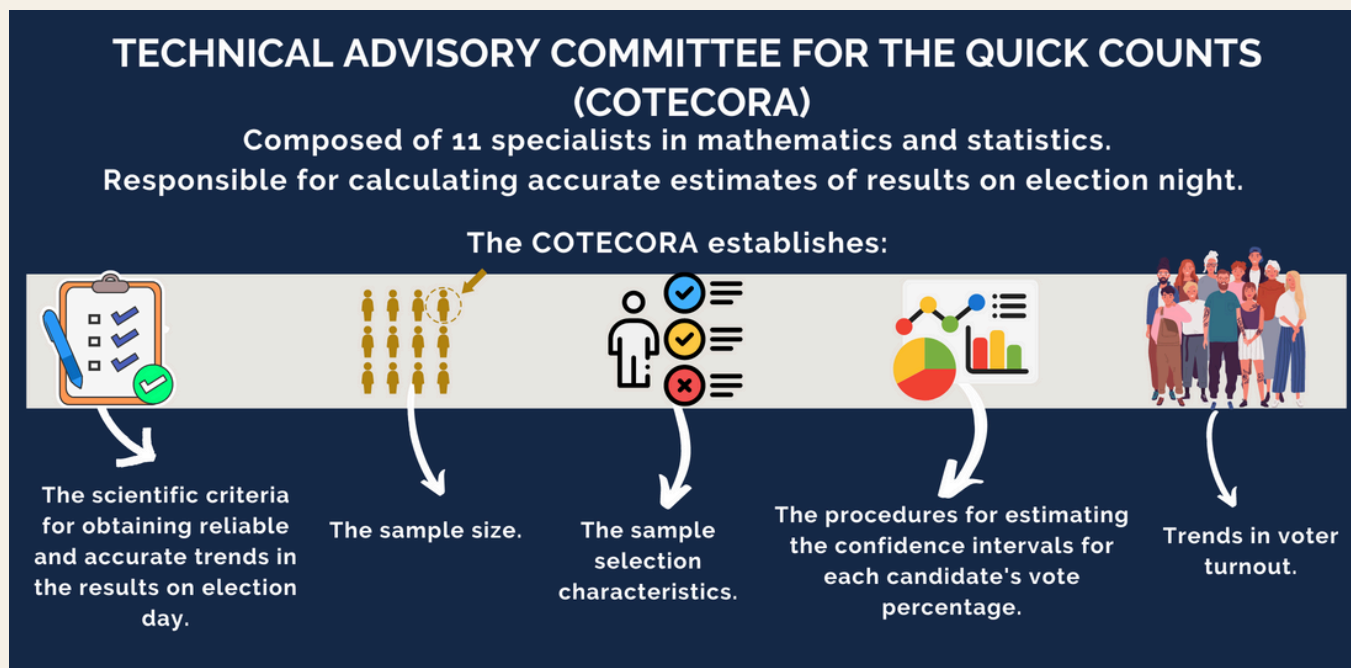 TECHNICAL ADVISORY COMMITTEE FOR THE QUICK COUNTS
(COTECORA)
Composed of 11 specialists in mathematics and statistics.
Responsible for calculating accurate estimates of results on election night.
The COTECORA establishes:
The scientific criteria
for obtaining reliable
and accurate trends in
the results on election
day.
The sample size.
The sample
selection
characteristics.
The procedures for estimating
the confidence intervals for
each candidate's vote
percentage.
Trends in voter
turnout.